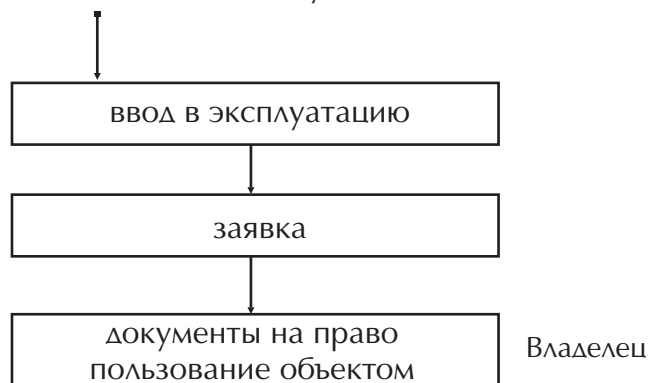 ввод в эксплуатацию
заявка
документы на право
пользование объектом
Владелец